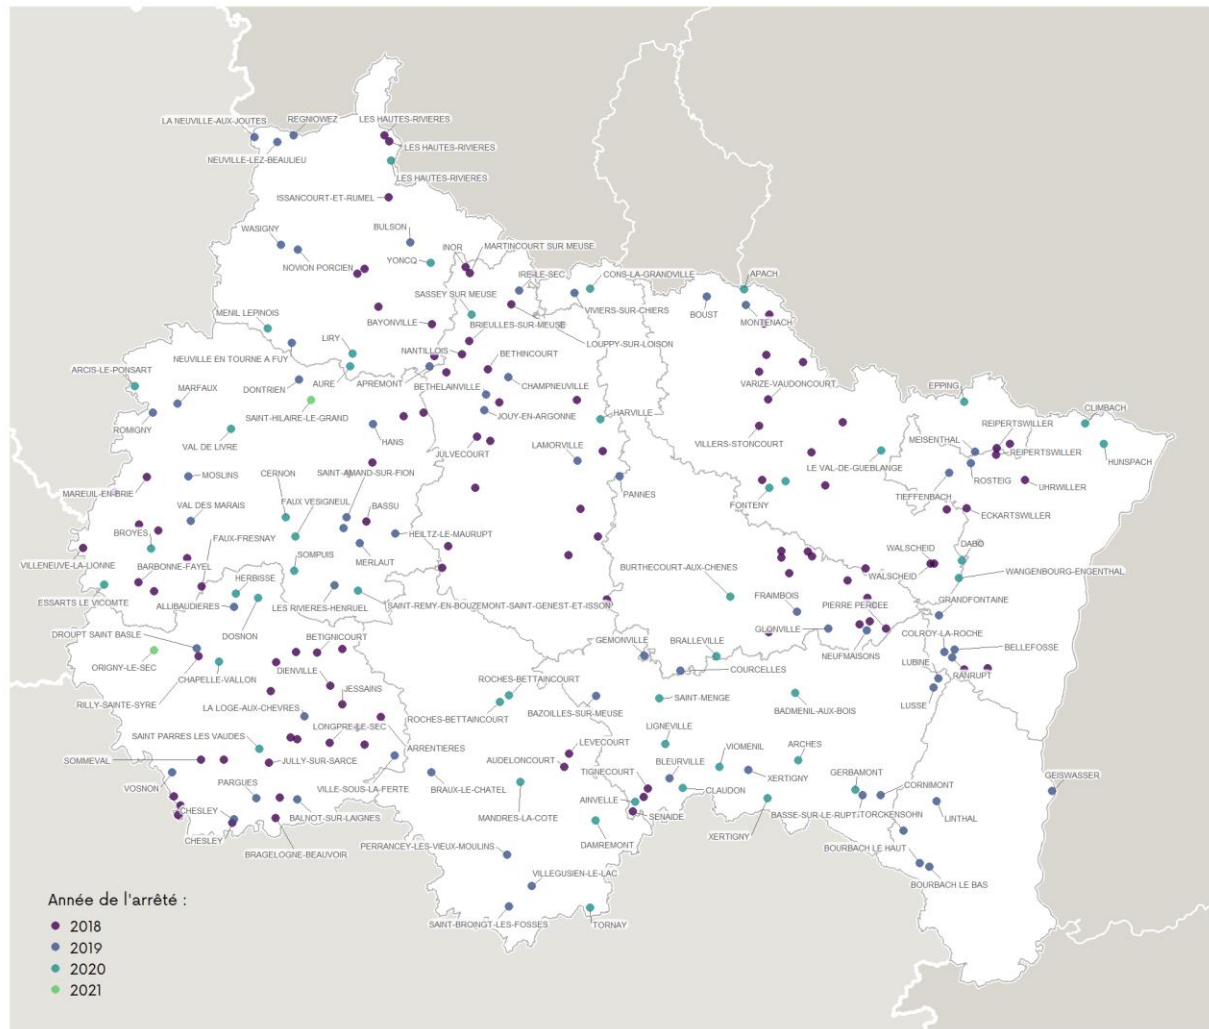 LES HAUTES-RIVIERES
LA NEUVILLE-AUX-JOUTES
REGNIOWEZ
LES HAUTES-RIVIERES
NEUVILLE-LEZ-BEAULIEU
LES HAUTES-RIVIERES
ISSANCOURT-ET-RUMEL
WASIGNY
BULSON
INOR
MARTINCOURT SUR MEUSE
NOVION PORCIEN
YONCQ
IRE-LE-SEC
CONS-LA-GRANDVILLE
APACH
SASSEY SUR MEUSE
VIVIERS-SUR-CHIERS
BOUST
MONTENACH
MENIL LEPINOIS
BAYONVILLE
BRIEULLES-SUR-MEUSE
LIRY
NANTILLOIS
LOUPPY-SUR-LOISON
BETHINCOURT
NEUVILLE EN TOURNE A FUY
ARCIS-LE-PONSART
MARFAUX
DONTRIEN
AURE
APREMONT
BETHELAINVILLE
CHAMPNEUVILLE
VARIZE-VAUDONCOURT
EPPING
SAINT-HILAIRE-LE-GRAND
JOUY-EN-ARGONNE
HARVILLE
CLIMBACH
ROMIGNY
VAL DE LIVRE
HANS
REIPERTSWILLER
MEISENTHAL
VILLERS-STONCOURT
LAMORVILLE
JULVECOURT
REIPERTSWILLER
HUNSPACH
LE VAL-DE-GUEBLANGE
MOSLINS
CERNON
SAINT-AMAND-SUR-FION
PANNES
ROSTEIG
UHRWILLER
MAREUIL-EN-BRIE
TIEFFENBACH
FAUX VESIGNEUL
VAL DES MARAIS
BASSU
FONTENY
ECKARTSWILLER
BROYES
FAUX-FRESNAY
HEILTZ-LE-MAURUPT
DABO
WALSCHEID
SOMPUIS
MERLAUT
VILLENEUVE-LA-LIONNE
BARBONNE-FAYEL
BURTHECOURT-AUX-CHENES
WALSCHEID
WANGENBOURG-ENGENTHAL
HERBISSE
ESSARTS LE VICOMTE
ALLIBAUDIERES
LES RIVIERES-HENRUEL
SAINT-REMY-EN-BOUZEMONT-SAINT-GENEST-ET-ISSON
FRAIMBOIS
PIERRE PERCEE
GRANDFONTAINE
GLONVILLE
DROUPT SAINT BASLE
DOSNON
BETIGNICOURT
GEMONVILLE
BRALLEVILLE
COLROY-LA-ROCHE
BELLEFOSSE
NEUFMAISONS
ORIGNY-LE-SEC
DIENVILLE
COURCELLES
LUBINE
RANRUPT
CHAPELLE-VALLON
ROCHES-BETTAINCOURT
JESSAINS
SAINT-MENGE
LUSSE
RILLY-SAINTE-SYRE
LA LOGE-AUX-CHEVRES
BADMENIL-AUX-BOIS
BAZOILLES-SUR-MEUSE
ROCHES-BETTAINCOURT
LONGPRE-LE-SEC
LIGNEVILLE
SAINT PARRES LES VAUDES
ARRENTIERES
LEVECOURT
VIOMENIL
ARCHES
SOMMEVAL
JULLY-SUR-SARCE
AUDELONCOURT
BLEURVILLE
TIGNECOURT
XERTIGNY
GERBAMONT
CORNIMONT
GEISWASSER
PARGUES
VOSNON
VILLE-SOUS-LA-FERTE
BRAUX-LE-CHATEL
CLAUDON
AINVELLE
CHESLEY
BALNOT-SUR-LAIGNES
SENAIDE
BASSE-SUR-LE-RUPT
TORCKENSOHN
LINTHAL
MANDRES-LA-COTE
XERTIGNY
CHESLEY
PERRANCEY-LES-VIEUX-MOULINS
DAMREMONT
BOURBACH LE HAUT
BRAGELOGNE-BEAUVOIR
VILLEGUSIEN-LE-LAC
BOURBACH LE BAS
SAINT-BROINGT-LES-FOSSES
TORNAY
Année de l'arrêté :
2018
2019
2020
2021